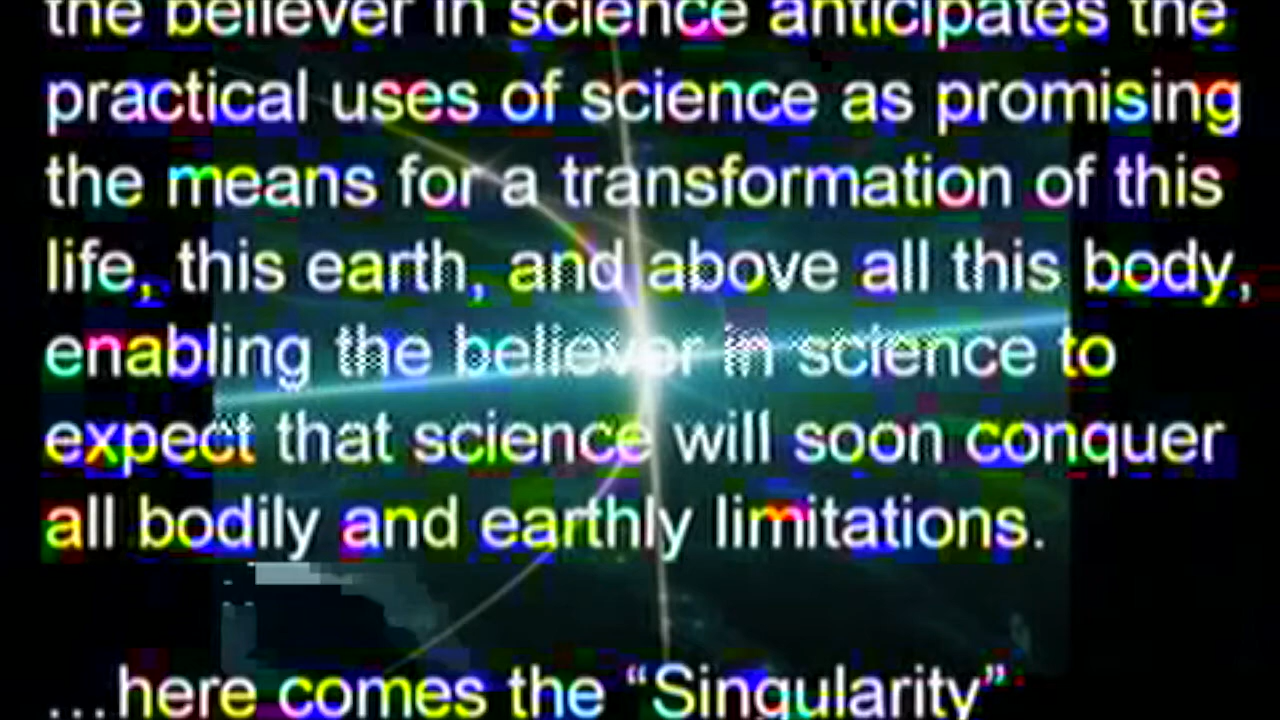 the believer in science anticipates the
practical uses of science as promising
the means for a transformation of this
life, this earth, and above all this body,
enabling the believer in science to
expect that science will soon conquer
all bodily and earthly limitations.
…here comes the “Singularity”